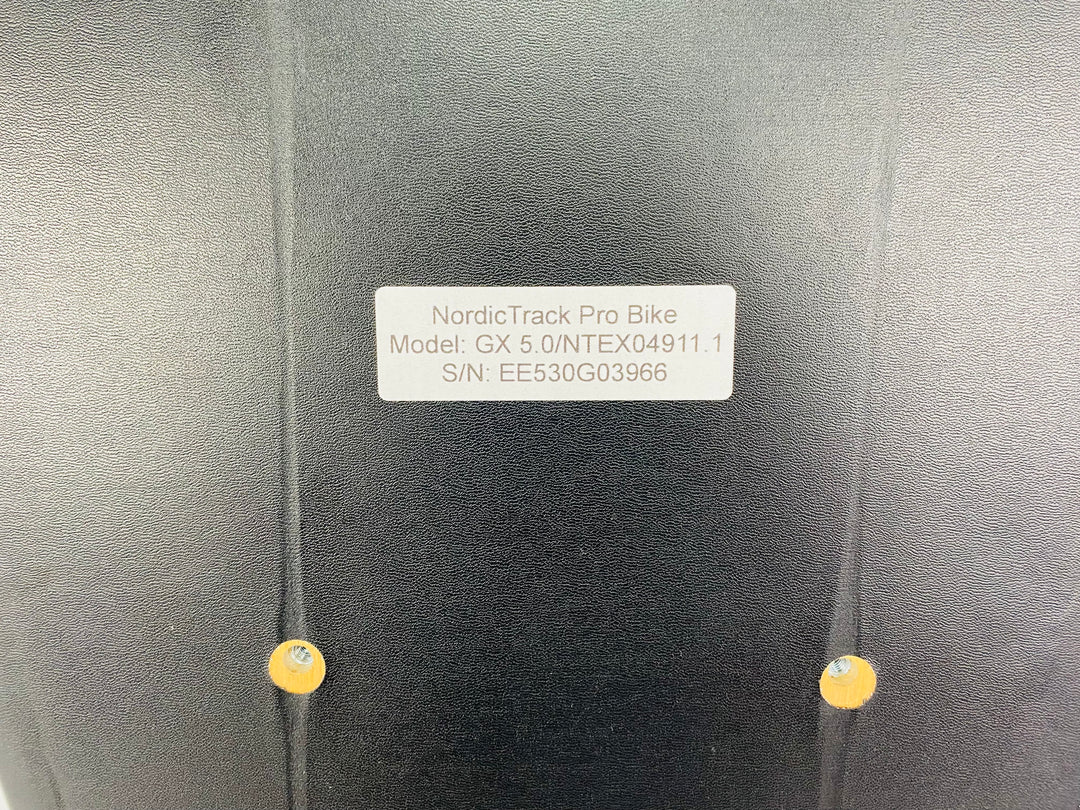 NordicTrack Pro Bike
Model: GX 5.0/NTEX04911.1
S/N: EE530G03966